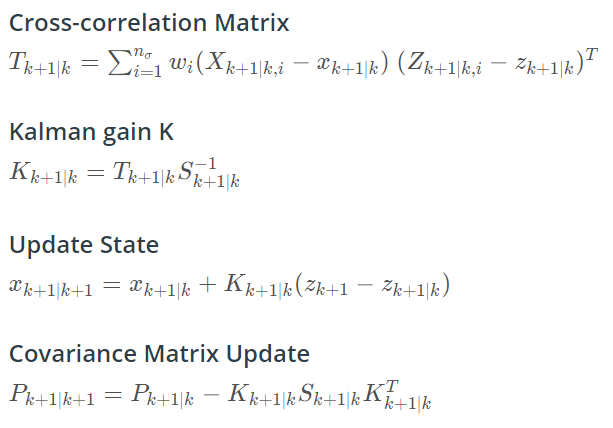 Cross-correlation Matrix
$T_{k+1|k} = \sum_{i=1}^{n_\sigma} w_i (X_{k+1|k,i} - x_{k+1|k}) \, (Z_{k+1|k,i} - z_{k+1|k})^T$
Kalman gain K
$K_{k+1|k} = T_{k+1|k} S_{k+1|k}^{-1}$
Update State
$x_{k+1|k+1} = x_{k+1|k} + K_{k+1|k} (z_{k+1} - z_{k+1|k})$
Covariance Matrix Update
$P_{k+1|k+1} = P_{k+1|k} - K_{k+1|k} S_{k+1|k} K_{k+1|k}^T$